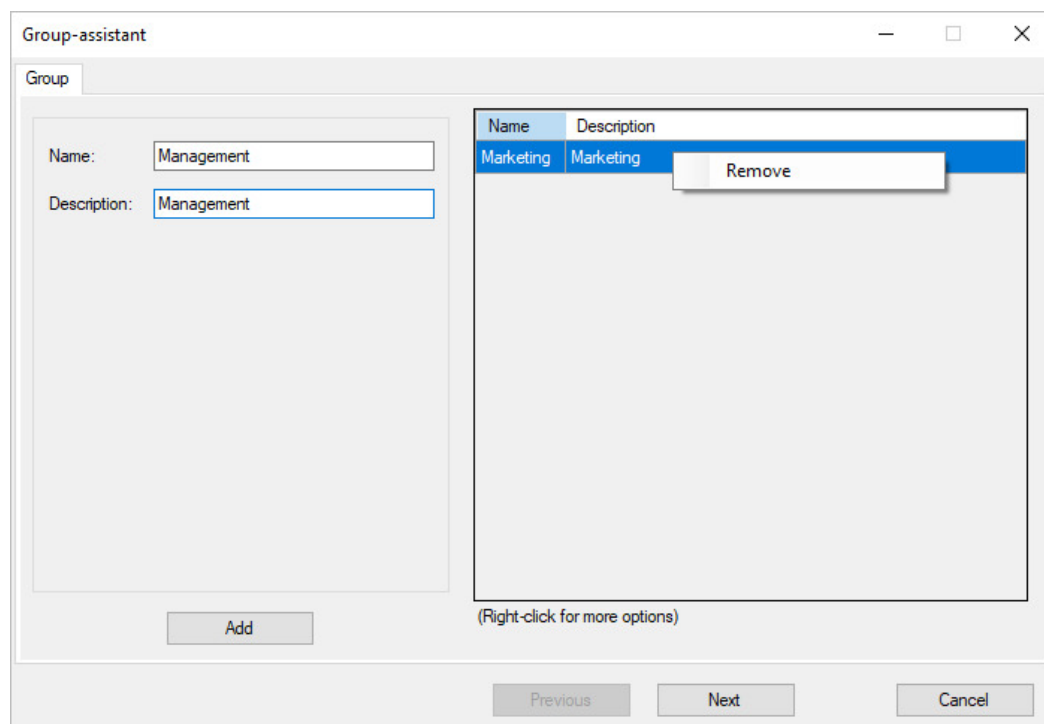 Group-assistant
Group
Name: Management
Description: Management
Add
Name Description
Marketing Marketing
Remove
(Right-click for more options)
Previous Next Cancel